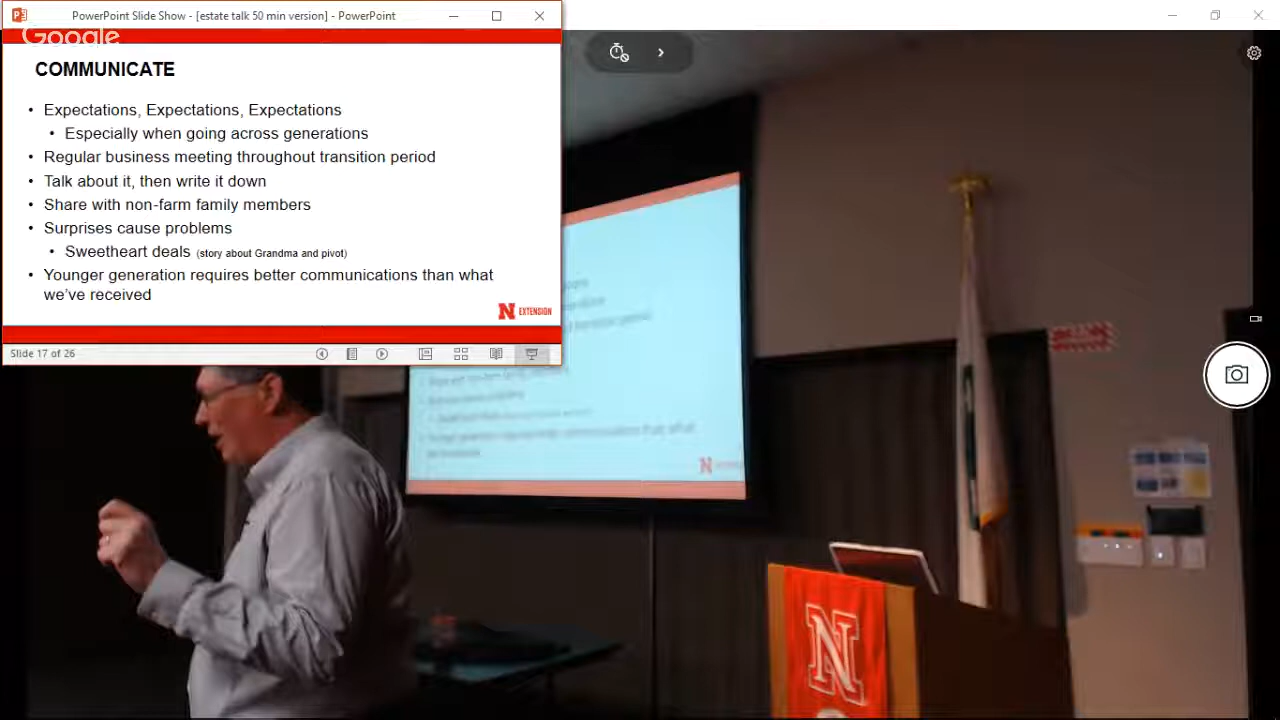 PowerPoint Slide Show - [estate talk 50 min version] - PowerPoint
Google
COMMUNICATE
• Expectations, Expectations, Expectations
• Especially when going across generations
• Regular business meeting throughout transition period
• Talk about it, then write it down
• Share with non-farm family members
• Surprises cause problems
• Sweetheart deals (story about Grandma and pivot)
• Younger generation requires better communications than what
we've received
N EXTENSION
Slide 17 of 26
N
N